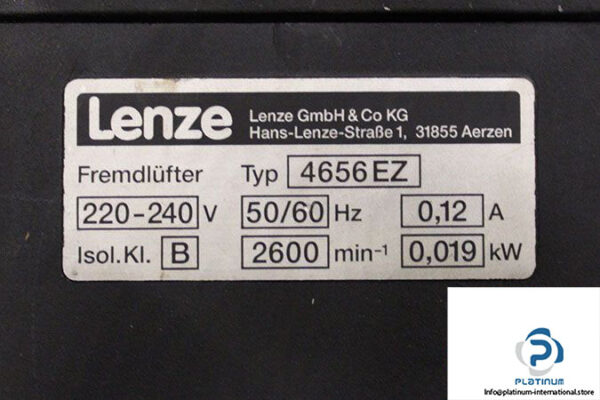 Lenze
Lenze GmbH & Co KG
Hans-Lenze-Straße 1, 31855 Aerzen
Fremdlüfter Typ 4656 EZ
220-240 V 50/60 Hz 0,12 A
Isol.Kl. B 2600 min-1 0,019 kW
PLATINUM
info@platinum-international.store